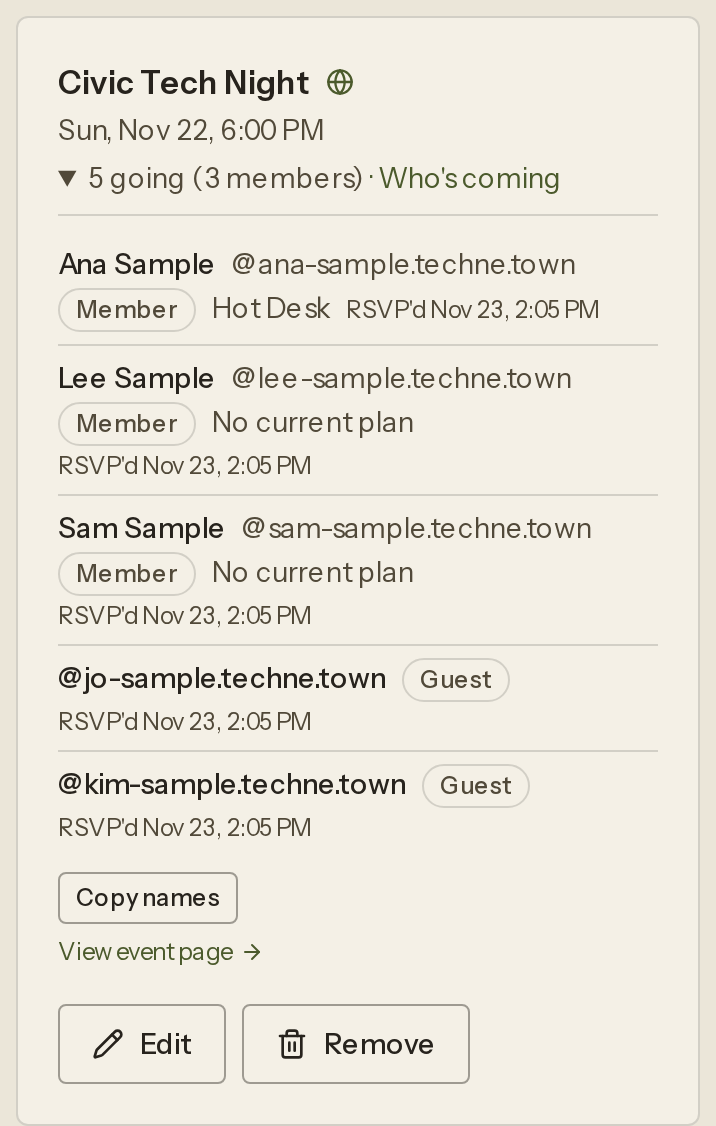 Civic Tech Night
Sun, Nov 22, 6:00 PM
▼ 5 going (3 members) · Who's coming
Ana Sample @ana-sample.techne.town
Member Hot Desk RSVP'd Nov 23, 2:05 PM
Lee Sample @lee-sample.techne.town
Member No current plan
RSVP'd Nov 23, 2:05 PM
Sam Sample @sam-sample.techne.town
Member No current plan
RSVP'd Nov 23, 2:05 PM
@jo-sample.techne.town Guest
RSVP'd Nov 23, 2:05 PM
@kim-sample.techne.town Guest
RSVP'd Nov 23, 2:05 PM
Copy names
View event page →
Edit Remove